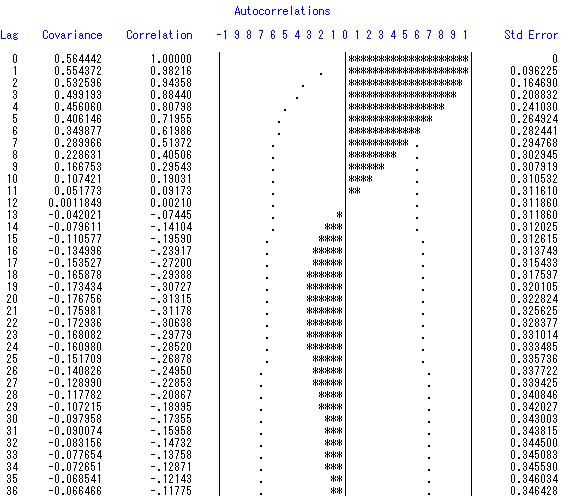 Autocorrelations
Lag Covariance Correlation -1 9 8 7 6 5 4 3 2 1 0 1 2 3 4 5 6 7 8 9 1 Std Error
0 0.564442 1.00000 | |********************| 0
1 0.554372 0.98216 | . |********************| 0.096225
2 0.532596 0.94358 | . |******************* | 0.164690
3 0.499193 0.88440 | . |****************** | 0.208832
4 0.456060 0.80798 | . |**************** | 0.241030
5 0.406146 0.71955 | . |************** | 0.264924
6 0.349877 0.61986 | . |************ | 0.282441
7 0.289966 0.51372 | . |********** . | 0.294768
8 0.228631 0.40506 | . |******** . | 0.302945
9 0.166753 0.29543 | . |****** . | 0.307919
10 0.107421 0.19031 | . |**** . | 0.310532
11 0.051773 0.09173 | . |** . | 0.311610
12 0.0011849 0.00210 | . | . | 0.311860
13 -0.042021 -.07445 | . *| . | 0.311860
14 -0.079611 -.14104 | . ***| . | 0.312025
15 -0.110577 -.19590 | . ****| . | 0.312615
16 -0.134996 -.23917 | . *****| . | 0.313749
17 -0.153527 -.27200 | . *****| . | 0.315433
18 -0.165878 -.29388 | . ******| . | 0.317597
19 -0.173434 -.30727 | . ******| . | 0.320105
20 -0.176756 -.31315 | . ******| . | 0.322824
21 -0.175981 -.31178 | . ******| . | 0.325625
22 -0.172936 -.30638 | . ******| . | 0.328377
23 -0.168082 -.29779 | . ******| . | 0.331014
24 -0.160980 -.28520 | . ******| . | 0.333485
25 -0.151709 -.26878 | . *****| . | 0.335736
26 -0.140826 -.24950 | . *****| . | 0.337722
27 -0.128990 -.22853 | . *****| . | 0.339425
28 -0.117782 -.20867 | . ****| . | 0.340846
29 -0.107215 -.18995 | . ****| . | 0.342027
30 -0.097958 -.17355 | . ***| . | 0.343003
31 -0.090074 -.15958 | . ***| . | 0.343815
32 -0.083156 -.14732 | . ***| . | 0.344500
33 -0.077654 -.13758 | . ***| . | 0.345083
34 -0.072651 -.12871 | . ***| . | 0.345590
35 -0.068541 -.12143 | . **| . | 0.346034
36 -0.066466 -.11775 | . **| . | 0.346428